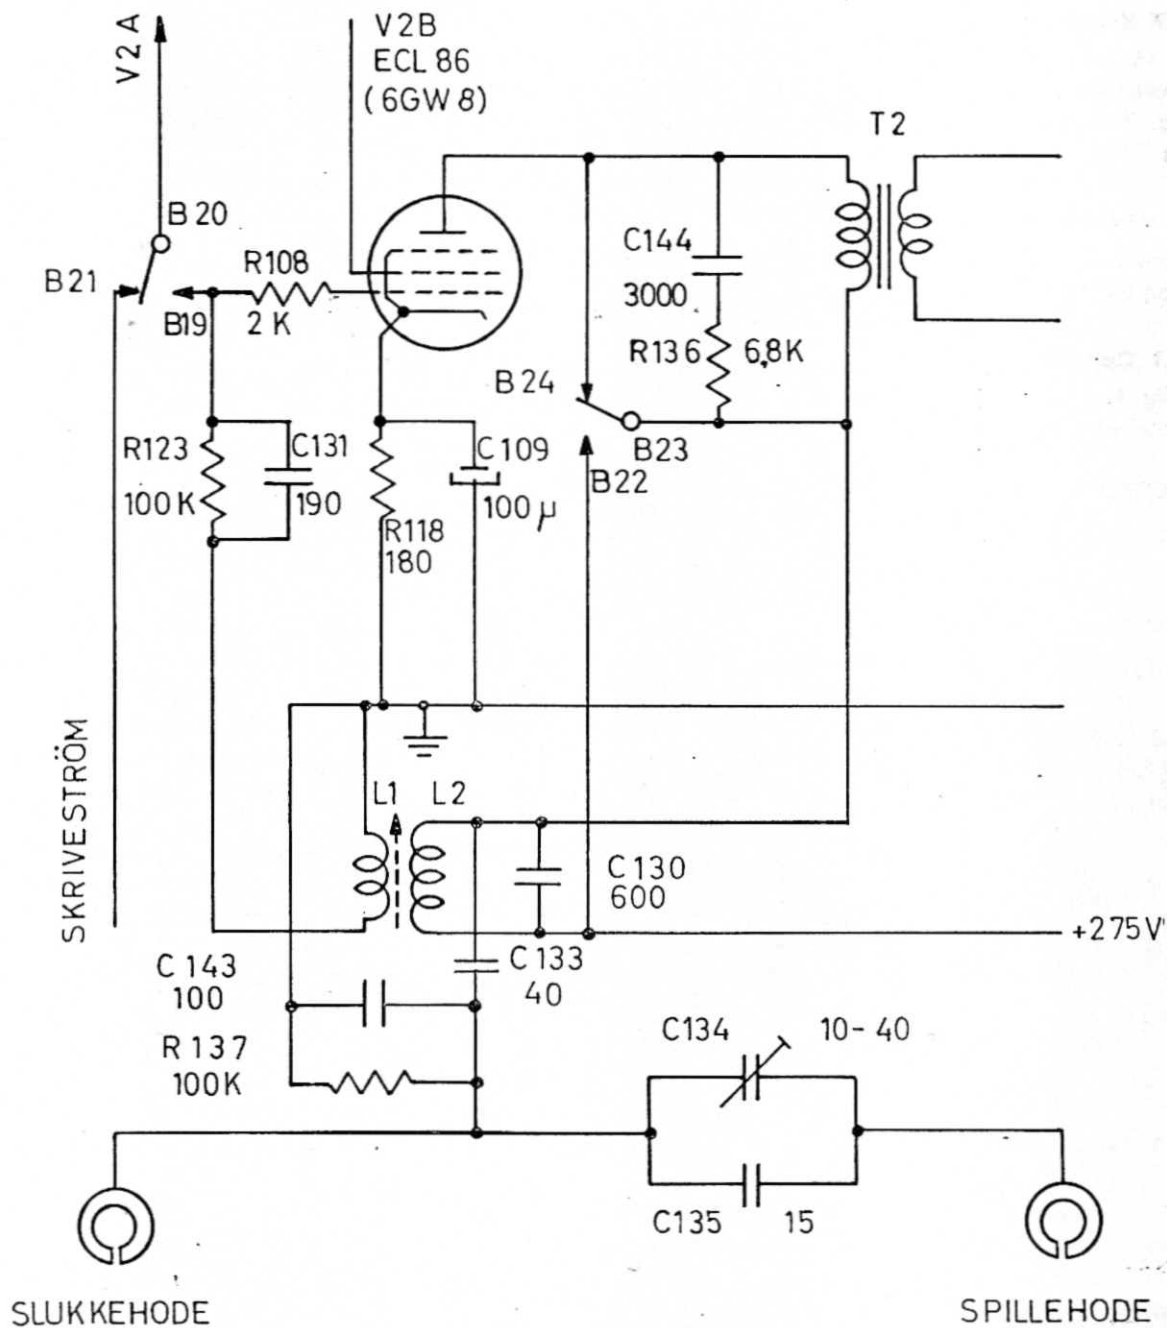 V2A
V2B
ECL 86
(6GW8)
T2
B20
B21
B19
R108
2K
C144
3000
R136
6,8K
B24
B23
B22
R123
100K
C131
190
C109
100µ
R118
180
SKRIVESTRÖM
L1
L2
C130
600
+275V
C143
100
C133
40
R137
100K
C134
10-40
C135
15
SLUKKEHODE
SPILLEHODE